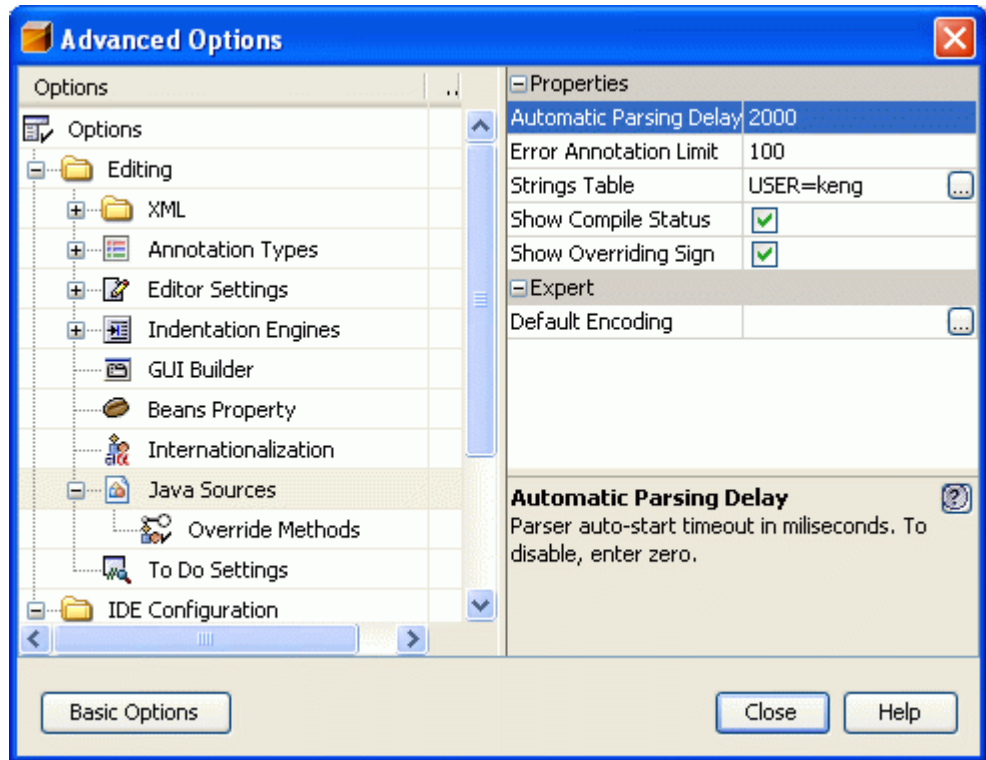 Advanced Options
Options ..
Options
Editing
XML
Annotation Types
Editor Settings
Indentation Engines
GUI Builder
Beans Property
Internationalization
Java Sources
Override Methods
To Do Settings
IDE Configuration
Properties
Automatic Parsing Delay 2000
Error Annotation Limit 100
Strings Table USER=keng ...
Show Compile Status
Show Overriding Sign
Expert
Default Encoding ...
Automatic Parsing Delay ?
Parser auto-start timeout in miliseconds. To
disable, enter zero.
Basic Options Close Help